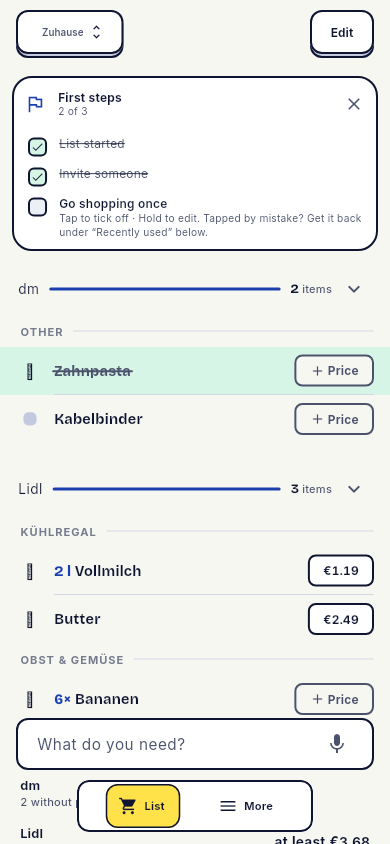 Zuhause
Edit
First steps
2 of 3
List started
Invite someone
Go shopping once
Tap to tick off · Hold to edit. Tapped by mistake? Get it back
under “Recently used” below.
dm
2 items
OTHER
Zahnpasta
+ Price
Kabelbinder
+ Price
Lidl
3 items
KÜHLREGAL
2 l Vollmilch
€1.19
Butter
€2.49
OBST & GEMÜSE
6× Bananen
+ Price
What do you need?
dm
2 without
List
More
Lidl
at least €3.68